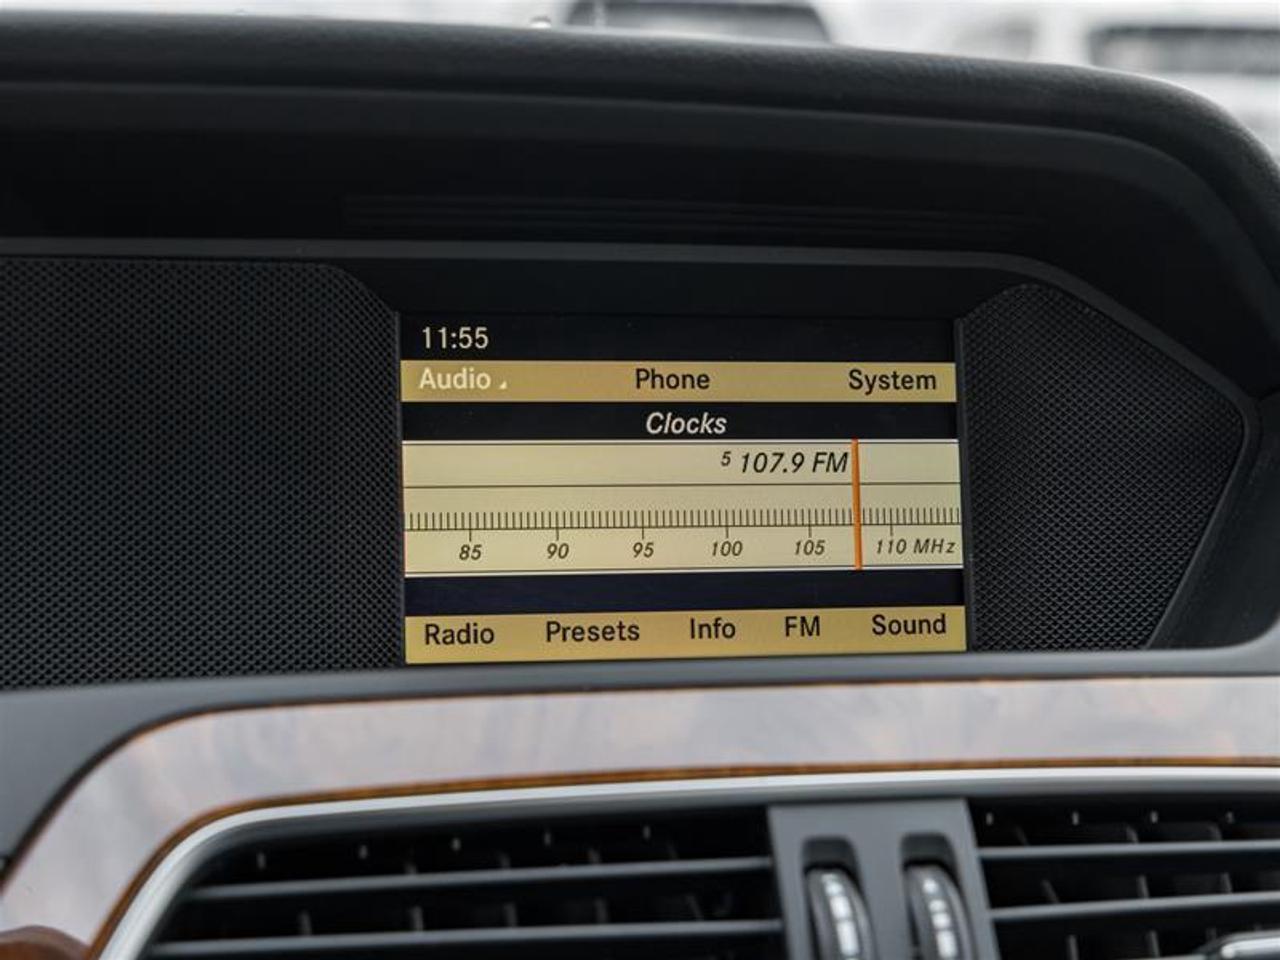 11:55
Audio Phone System
Clocks
5 107.9 FM
85 90 95 100 105 110 MHz
Radio Presets Info FM Sound